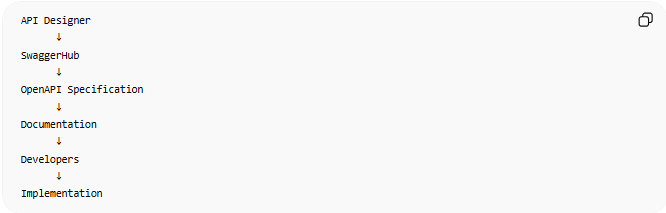 API Designer
↓
SwaggerHub
↓
OpenAPI Specification
↓
Documentation
↓
Developers
↓
Implementation